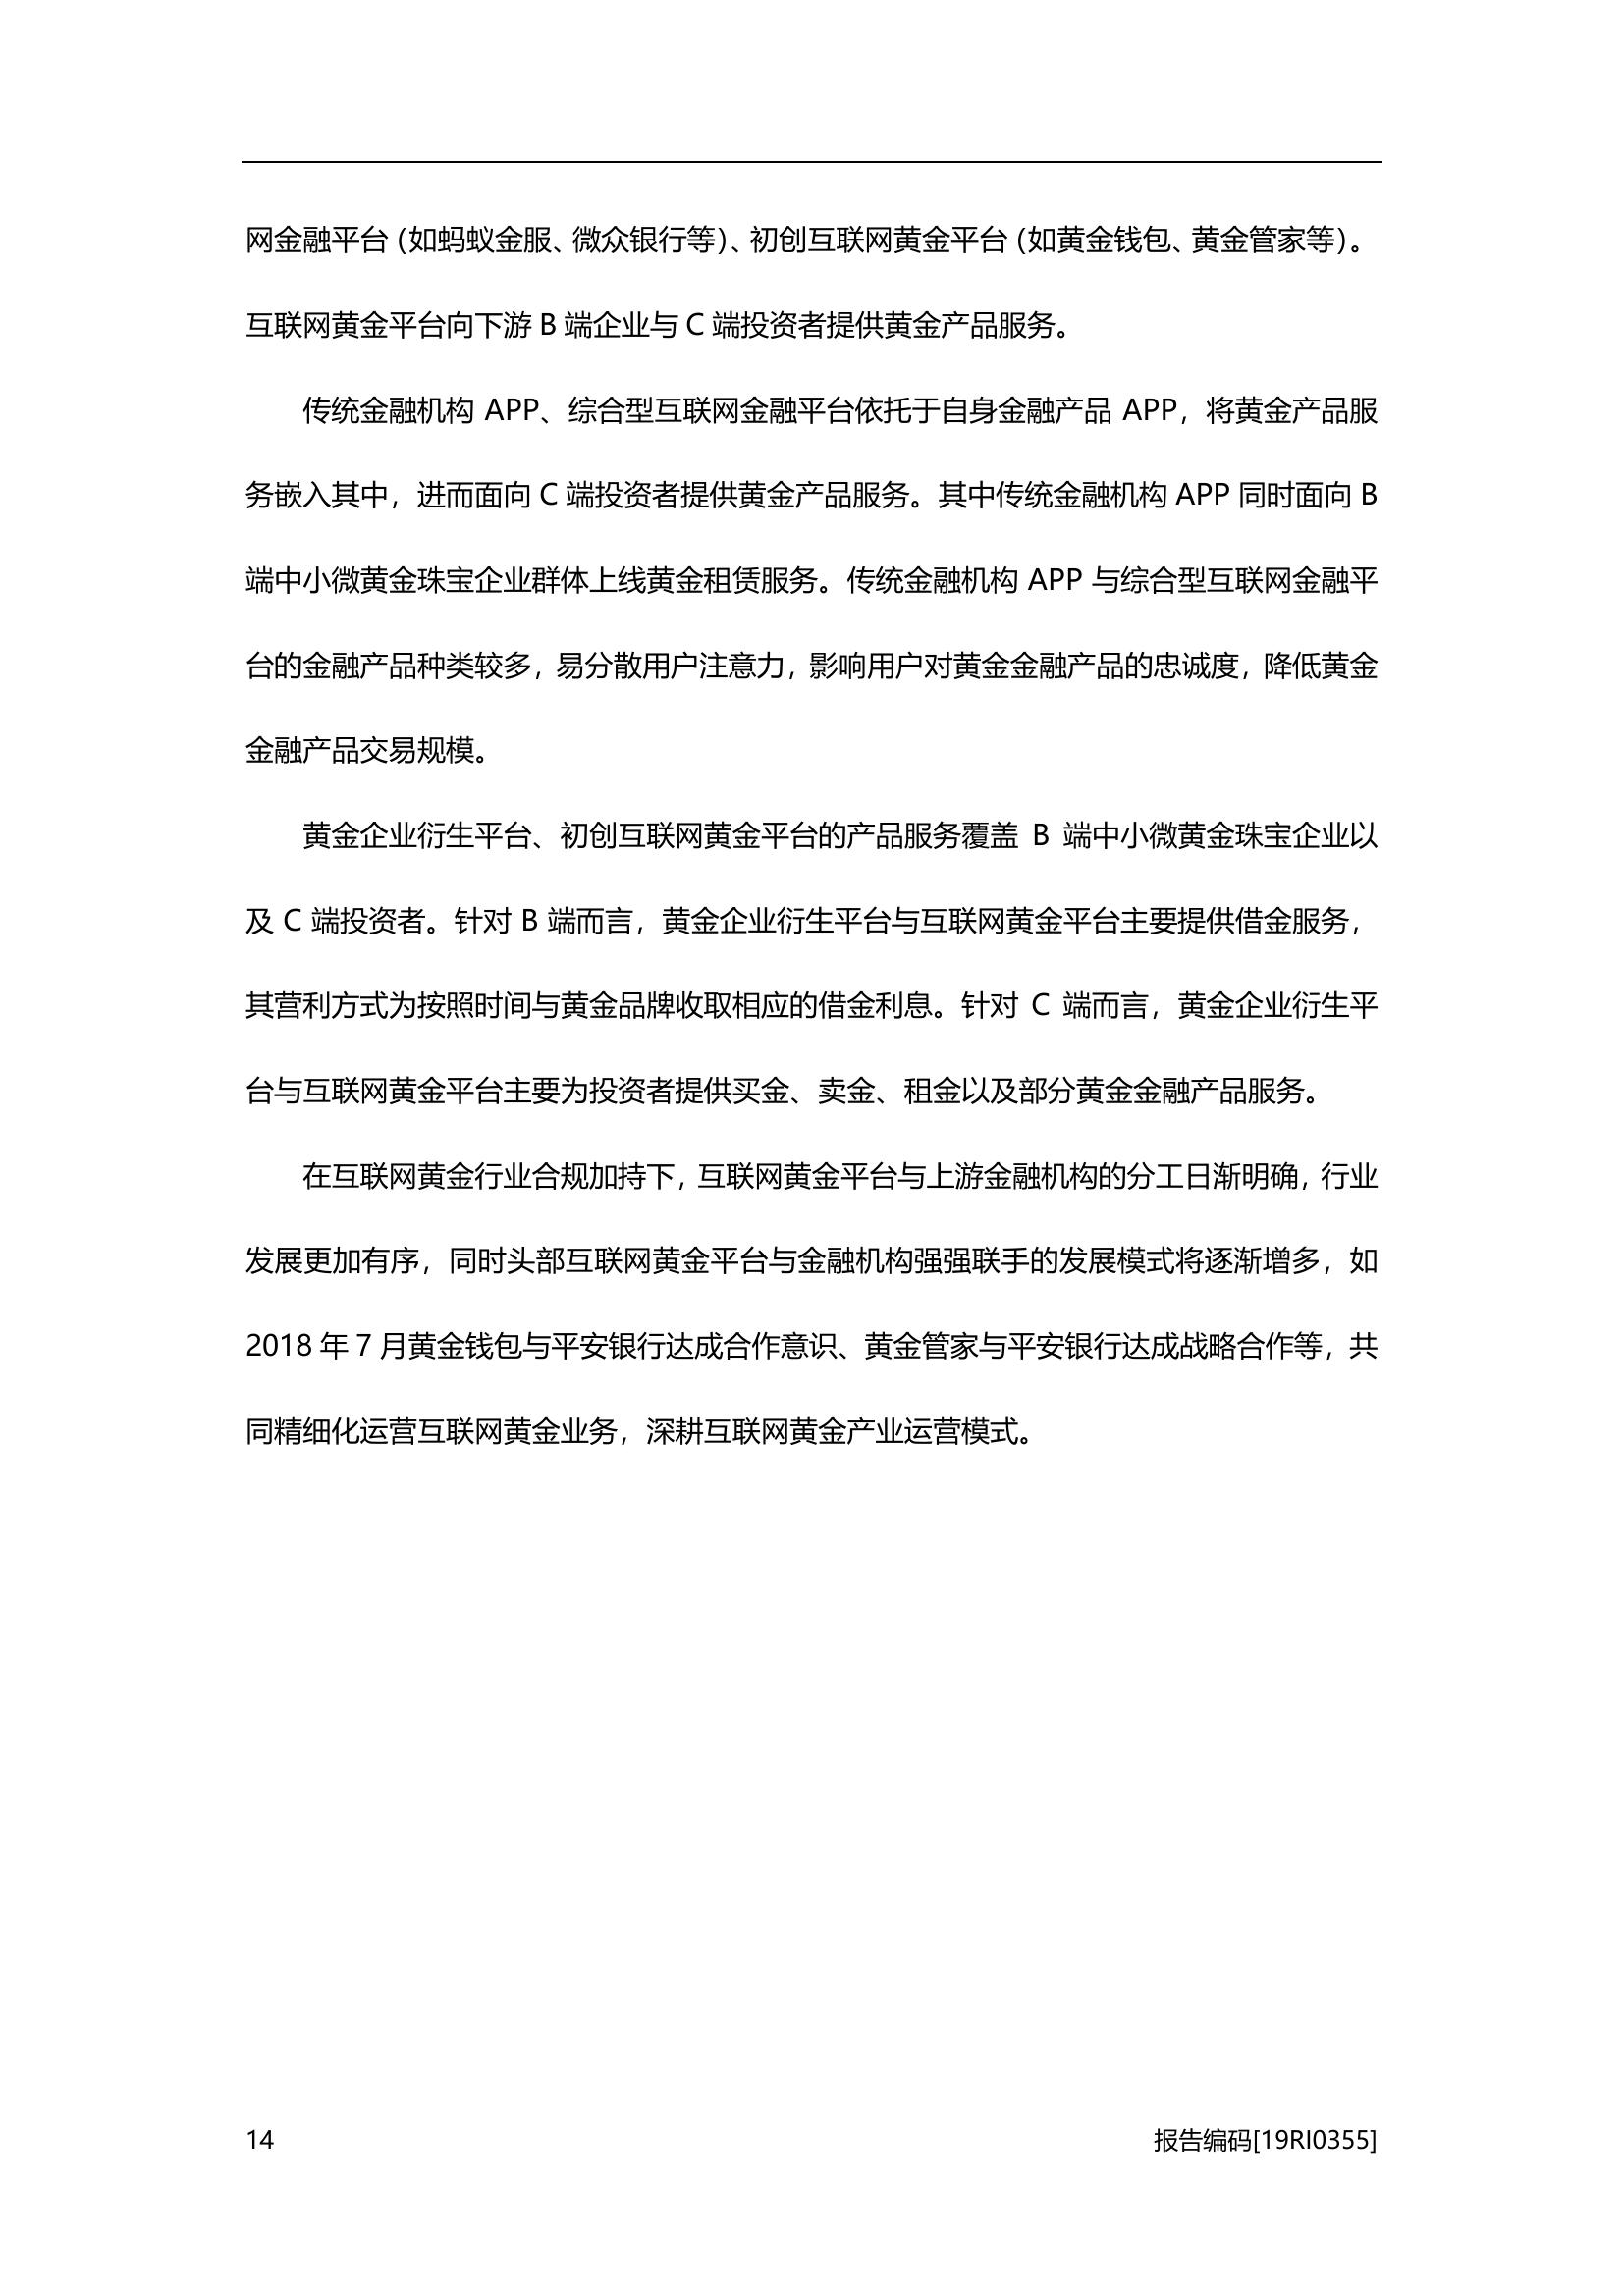 网金融平台（如蚂蚁金服、微众银行等）、初创互联网黄金平台（如黄金钱包、黄金管家等）。
互联网黄金平台向下游 B 端企业与 C 端投资者提供黄金产品服务。
传统金融机构 APP、综合型互联网金融平台依托于自身金融产品 APP，将黄金产品服
务嵌入其中，进而面向 C 端投资者提供黄金产品服务。其中传统金融机构 APP 同时面向 B
端中小微黄金珠宝企业群体上线黄金租赁服务。传统金融机构 APP 与综合型互联网金融平
台的金融产品种类较多，易分散用户注意力，影响用户对黄金金融产品的忠诚度，降低黄金
金融产品交易规模。
黄金企业衍生平台、初创互联网黄金平台的产品服务覆盖 B 端中小微黄金珠宝企业以
及 C 端投资者。针对 B 端而言，黄金企业衍生平台与互联网黄金平台主要提供借金服务，
其营利方式为按照时间与黄金品牌收取相应的借金利息。针对 C 端而言，黄金企业衍生平
台与互联网黄金平台主要为投资者提供买金、卖金、租金以及部分黄金金融产品服务。
在互联网黄金行业合规加持下，互联网黄金平台与上游金融机构的分工日渐明确，行业
发展更加有序，同时头部互联网黄金平台与金融机构强强联手的发展模式将逐渐增多，如
2018 年 7 月黄金钱包与平安银行达成合作意识、黄金管家与平安银行达成战略合作等，共
同精细化运营互联网黄金业务，深耕互联网黄金产业运营模式。
14
报告编码[19RI0355]